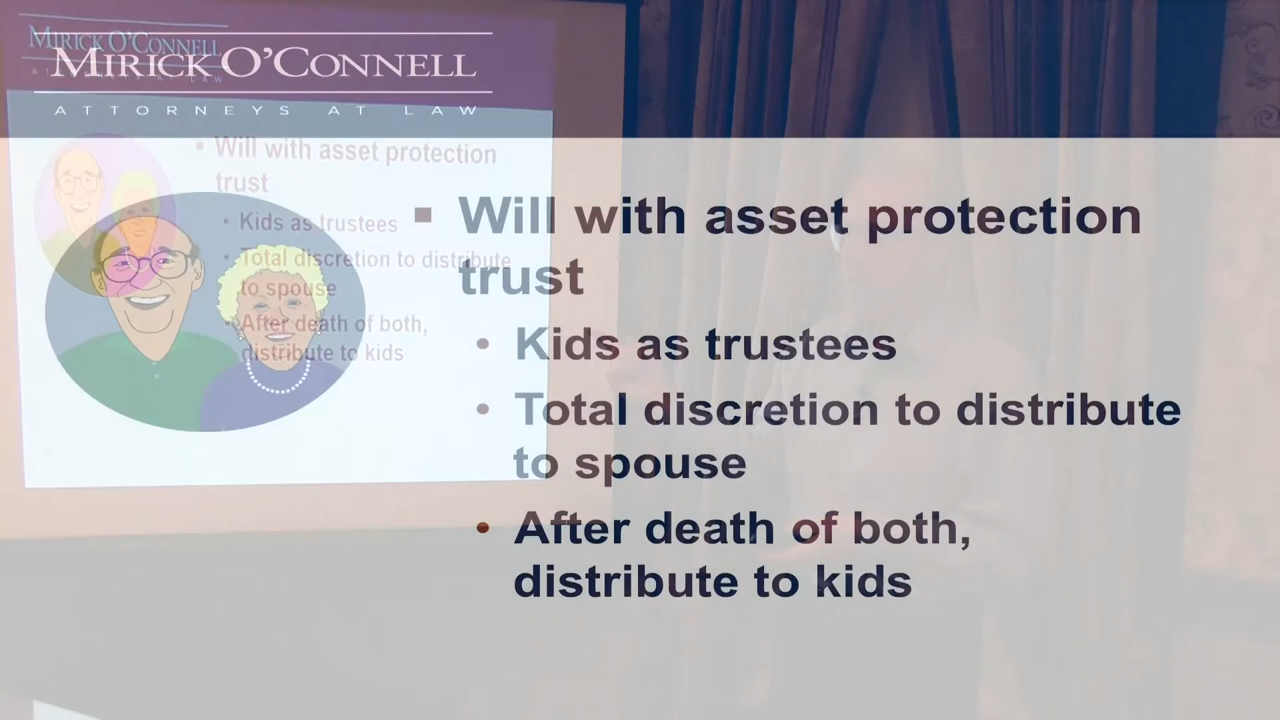 MIRICK O'CONNELL
ATTORNEYS AT LAW
▪ Will with asset protection
trust
• Kids as trustees
• Total discretion to distribute
to spouse
• After death of both,
distribute to kids
MIRICK O'CONNELL
▪ Will with asset protection
trust
• Kids as trustees
• Total discretion to distribute
to spouse
• After death of both,
distribute to kids